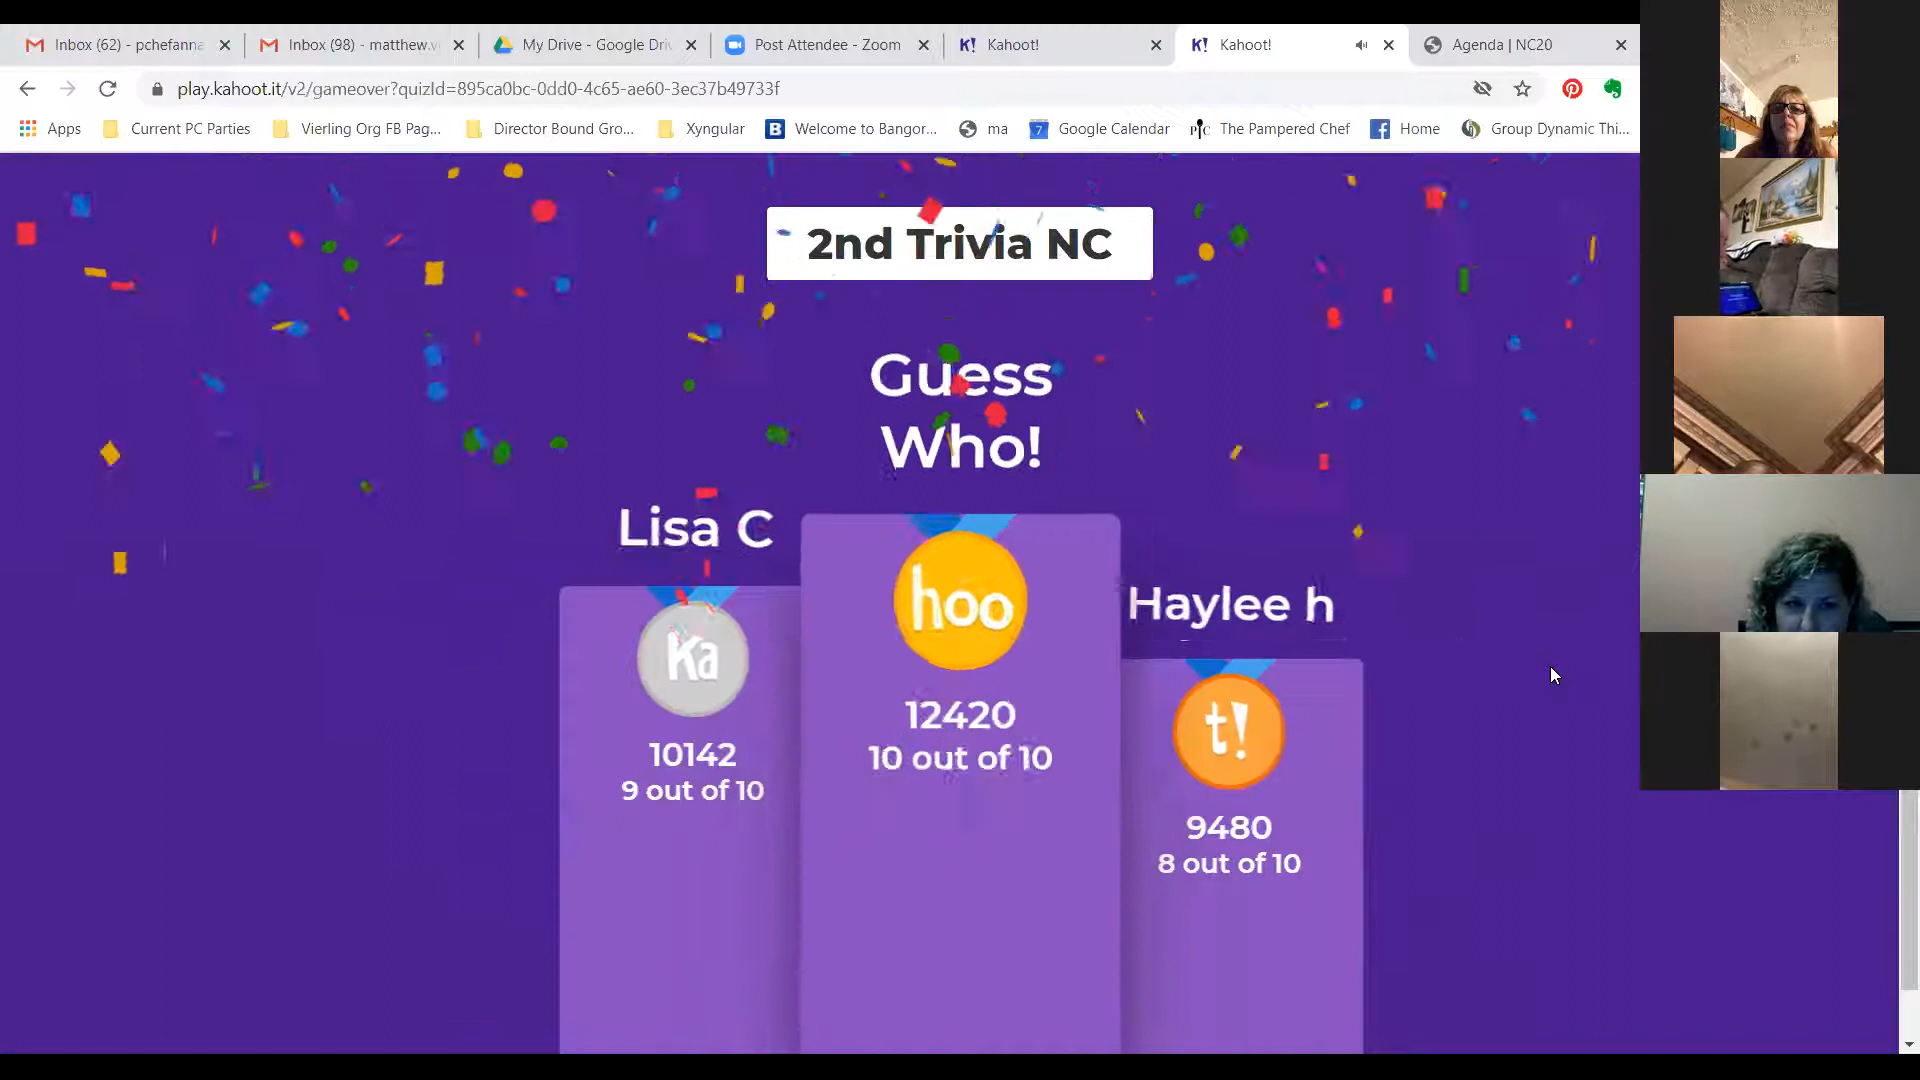 Inbox (62) - pchefanna
Inbox (98) - matthew.v
My Drive - Google Driv
Post Attendee - Zoom
K! Kahoot!
K! Kahoot!
Agenda | NC20
play.kahoot.it/v2/gameover?quizId=895ca0bc-0dd0-4c65-ae60-3ec37b49733f
Apps
Current PC Parties
Vierling Org FB Pag...
Director Bound Gro...
Xyngular
B Welcome to Bangor...
ma
7 Google Calendar
The Pampered Chef
Home
Group Dynamic Thi...
2nd Trivia NC
Guess
Who!
Lisa C
Haylee h
hoo
ka
t!
12420
10 out of 10
10142
9 out of 10
9480
8 out of 10